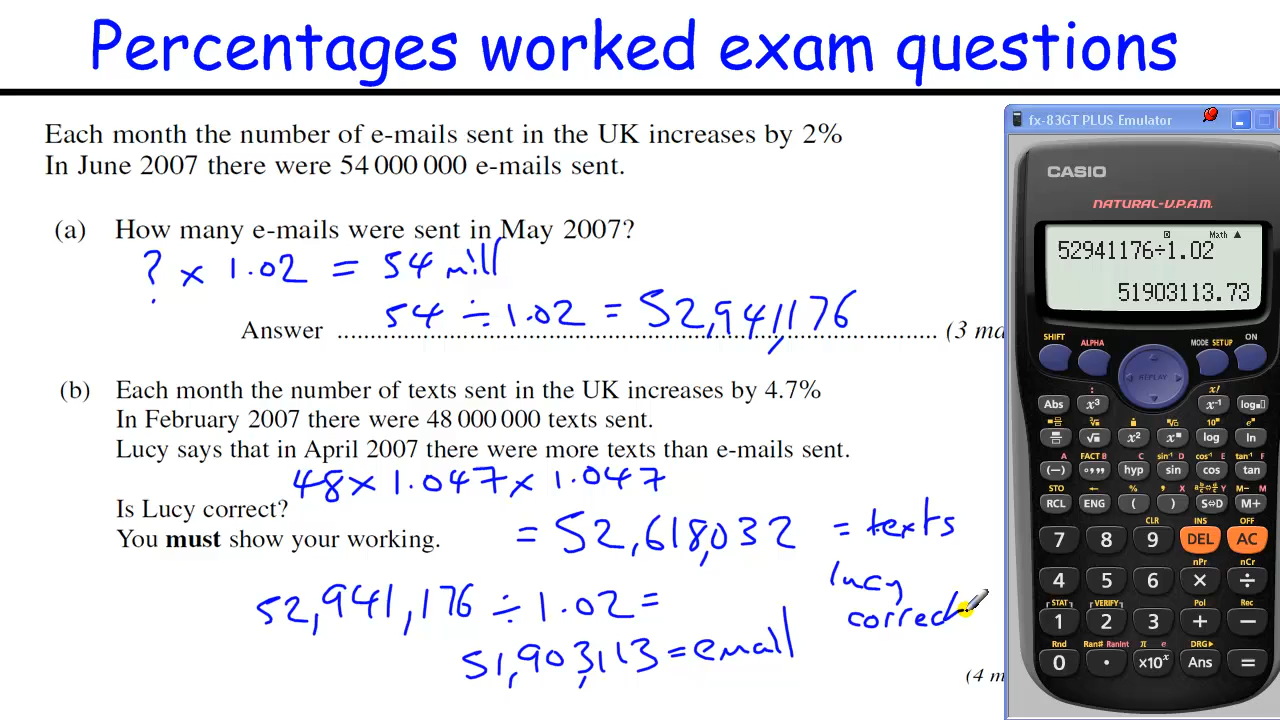 Percentages worked exam questions
Each month the number of e-mails sent in the UK increases by 2%
In June 2007 there were 54 000 000 e-mails sent.
(a) How many e-mails were sent in May 2007?
? × 1.02 = 54 mill
54 ÷ 1.02 = 52,941,176
Answer .......................................................................................... (3 ma
(b) Each month the number of texts sent in the UK increases by 4.7%
In February 2007 there were 48 000 000 texts sent.
Lucy says that in April 2007 there were more texts than e-mails sent.
48 × 1.047 × 1.047
Is Lucy correct?
You must show your working.
= 52,618,032 = texts
52,941,176 ÷ 1.02 =
51,903,113 = email
lucy
correct
(4 m
fx-83GT PLUS Emulator
CASIO
NATURAL-V.P.A.M.
D Math ▲
52941176÷1.02
51903113.73
SHIFT ALPHA MODE SETUP ON
REPLAY
Abs x³ x⁻¹ log
x² log ln
(−) hyp sin cos tan
RCL ENG ( ) S⇔D M+
7 8 9 DEL AC
4 5 6 × ÷
1 2 3 + −
0 • ×10ˣ Ans =